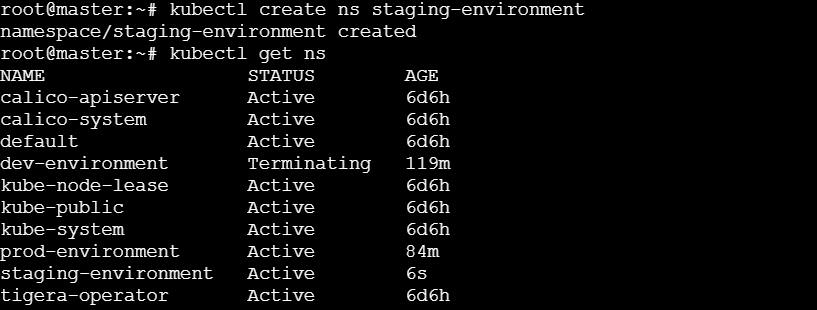 root@master:~# kubectl create ns staging-environment
namespace/staging-environment created
root@master:~# kubectl get ns
NAME                  STATUS        AGE
calico-apiserver      Active        6d6h
calico-system         Active        6d6h
default               Active        6d6h
dev-environment       Terminating   119m
kube-node-lease       Active        6d6h
kube-public           Active        6d6h
kube-system           Active        6d6h
prod-environment      Active        84m
staging-environment   Active        6s
tigera-operator       Active        6d6h